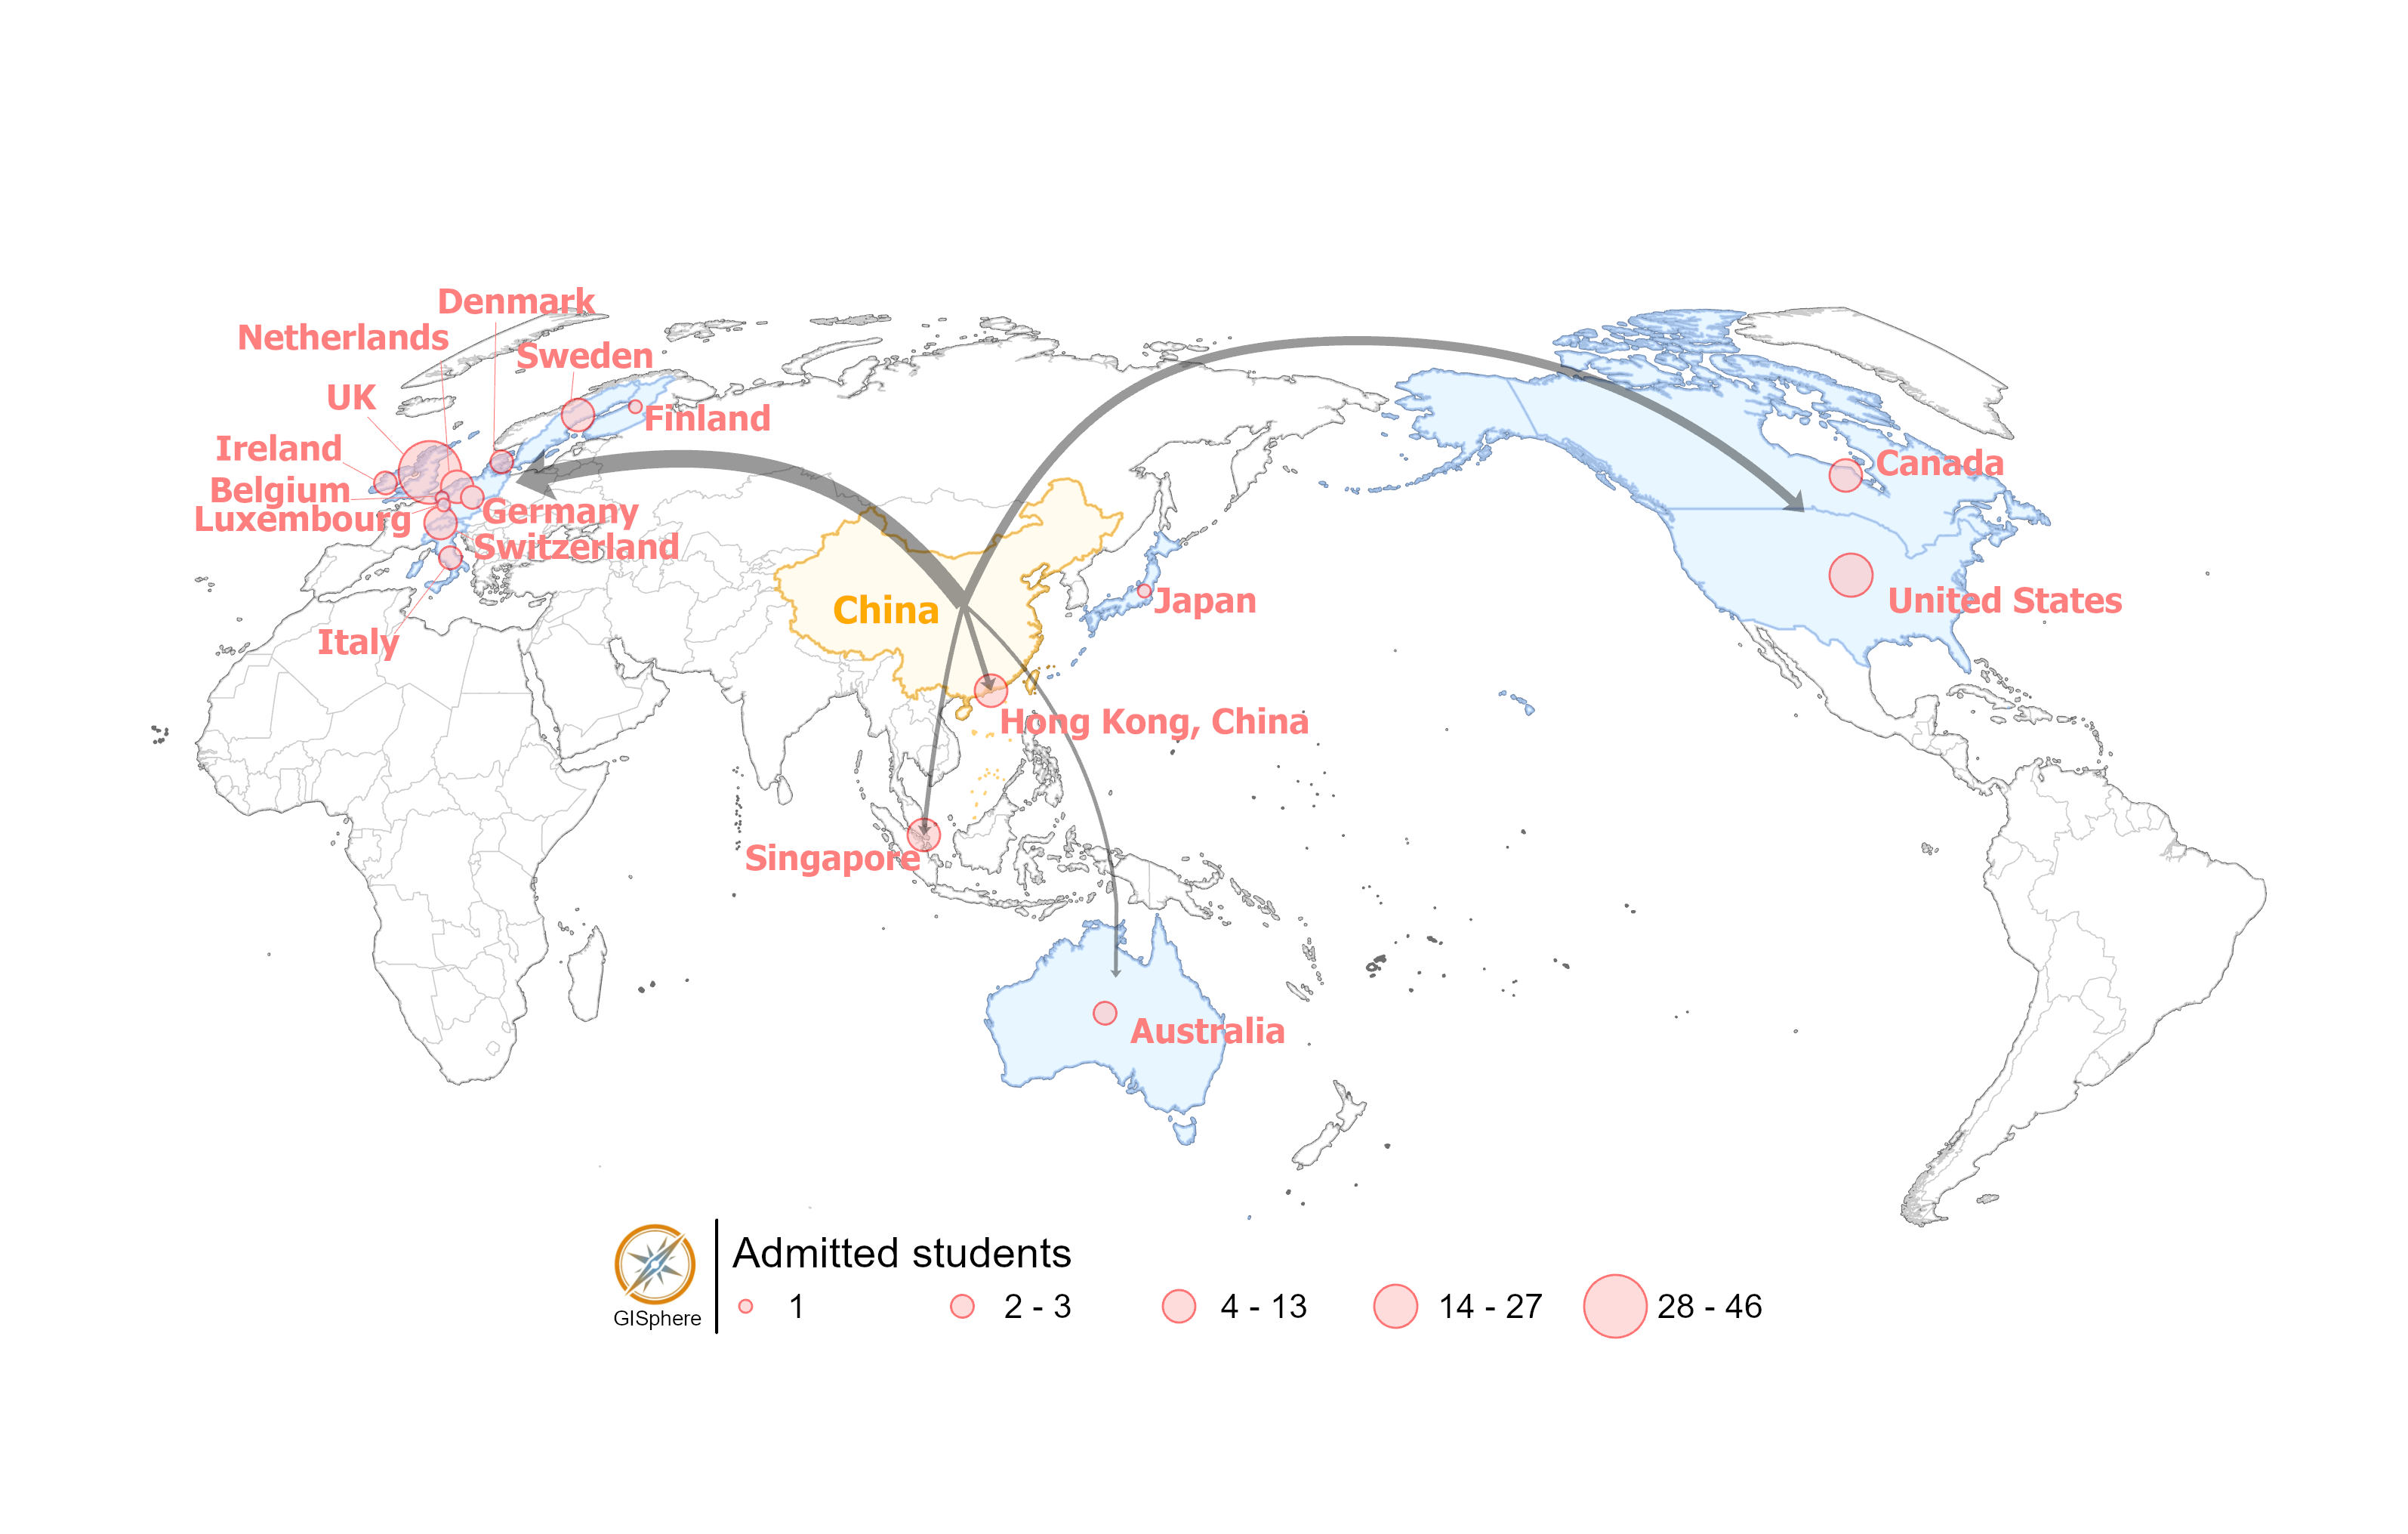 Denmark
Netherlands
Sweden
UK
Finland
Ireland
Canada
Belgium
Germany
Luxembourg
Switzerland
Japan
United States
China
Italy
Hong Kong, China
Singapore
Australia
Admitted students
1
2 - 3
4 - 13
14 - 27
28 - 46
GISphere